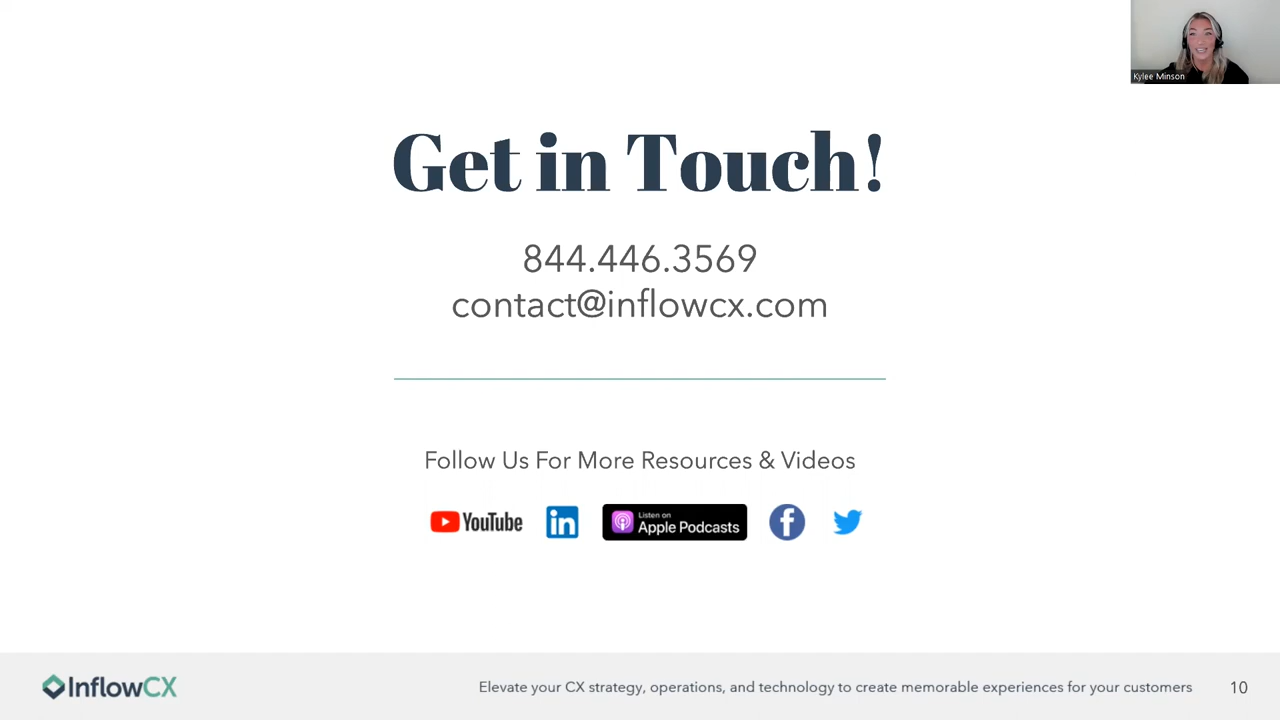 Kylee Minson
Get in Touch!
844.446.3569
contact@inflowcx.com
Follow Us For More Resources & Videos
YouTube
in
Listen on
Apple Podcasts
f
InflowCX
Elevate your CX strategy, operations, and technology to create memorable experiences for your customers
10